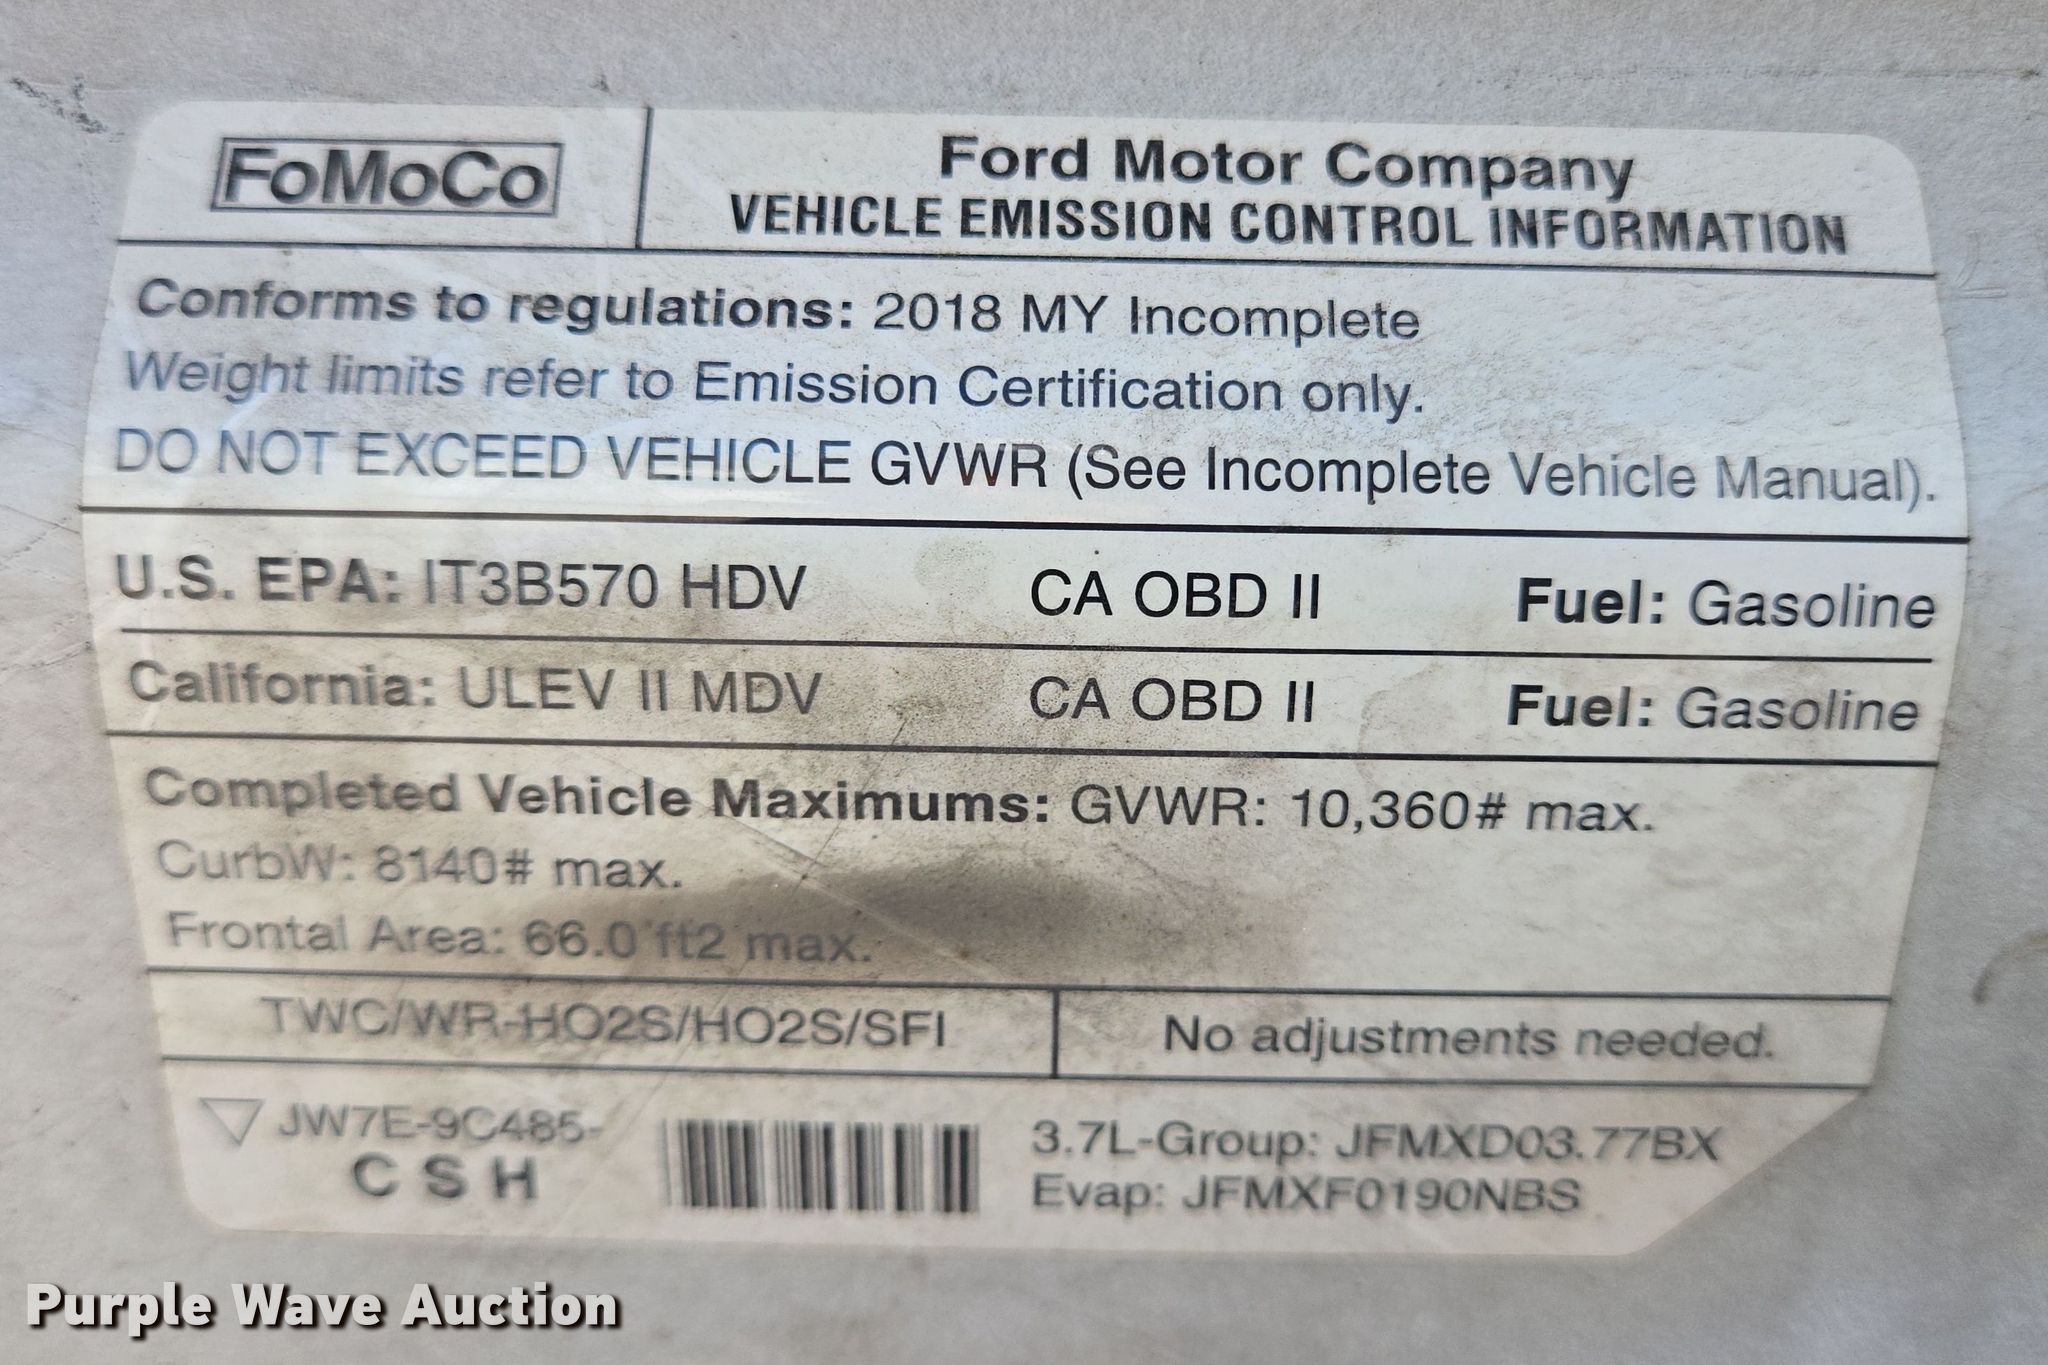 FoMoCo
Ford Motor Company
VEHICLE EMISSION CONTROL INFORMATION
Conforms to regulations: 2018 MY Incomplete
Weight limits refer to Emission Certification only.
DO NOT EXCEED VEHICLE GVWR (See Incomplete Vehicle Manual).
U.S. EPA: IT3B570 HDV CA OBD II Fuel: Gasoline
California: ULEV II MDV CA OBD II Fuel: Gasoline
Completed Vehicle Maximums: GVWR: 10,360# max.
CurbW: 8140# max.
Frontal Area: 66.0 ft2 max.
TWC/WR-HO2S/HO2S/SFI No adjustments needed.
JW7E-9C485-
C S H
3.7L-Group: JFMXD03.77BX
Evap: JFMXF0190NBS
Purple Wave Auction